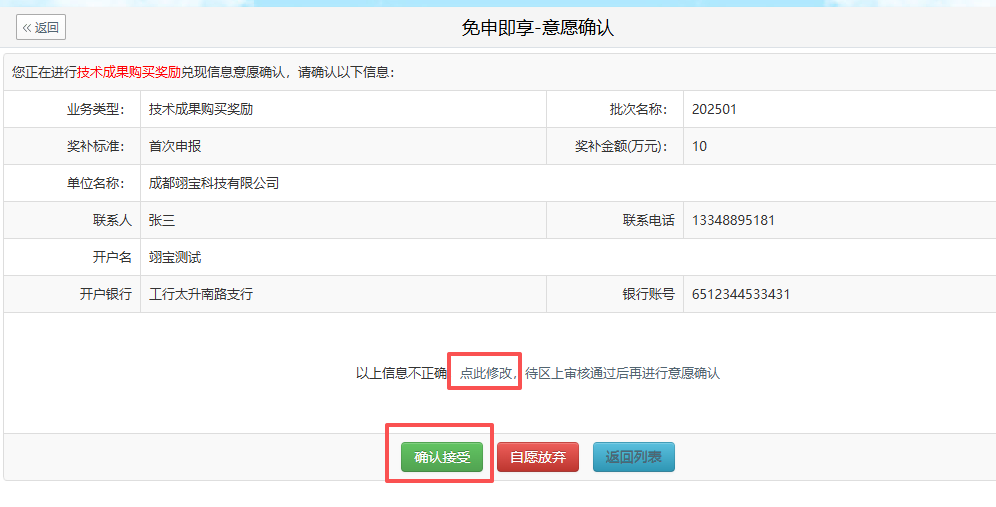 «返回
免申即享-意愿确认
您正在进行技术成果购买奖励兑现信息意愿确认，请确认以下信息：
业务类型： 技术成果购买奖励 批次名称： 202501
奖补标准： 首次申报 奖补金额(万元)： 10
单位名称： 成都翊宝科技有限公司
联系人 张三 联系电话 13348895181
开户名 翊宝测试
开户银行 工行太升南路支行 银行账号 6512344533431
以上信息不正确 点此修改，待区上审核通过后再进行意愿确认
确认接受 自愿放弃 返回列表